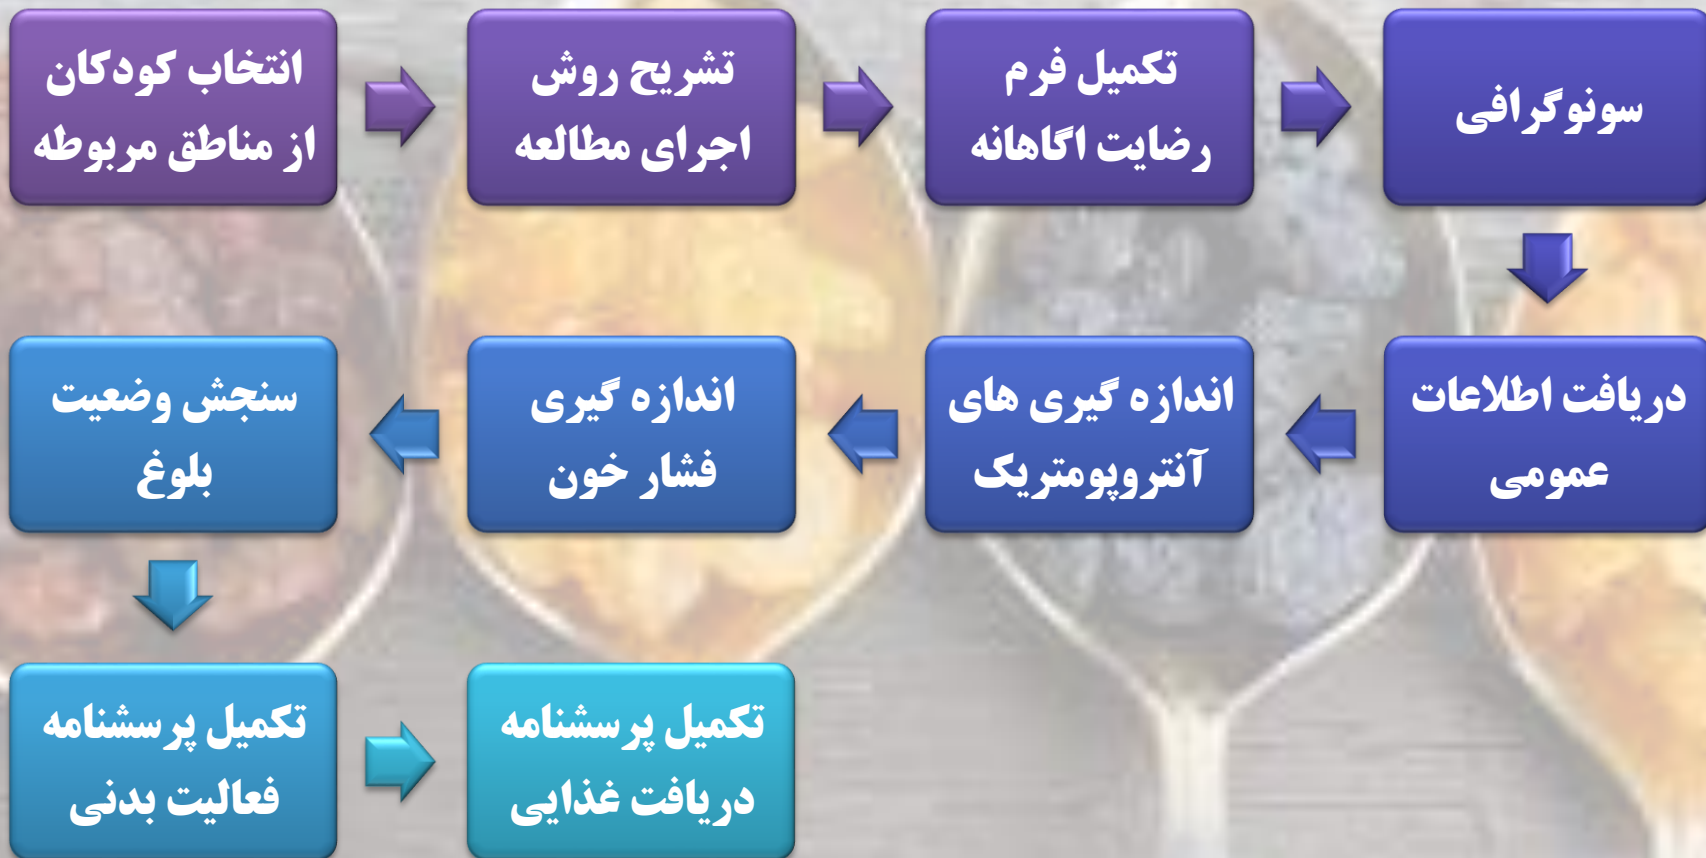 انتخاب کودکان
از مناطق مربوطه
تشریح روش
اجرای مطالعه
تکمیل فرم
رضایت اگاهانه
سونوگرافی
دریافت اطلاعات
عمومی
اندازه گیری های
آنتروپومتریک
اندازه گیری
فشار خون
سنجش وضعیت
بلوغ
تکمیل پرسشنامه
فعالیت بدنی
تکمیل پرسشنامه
دریافت غذایی